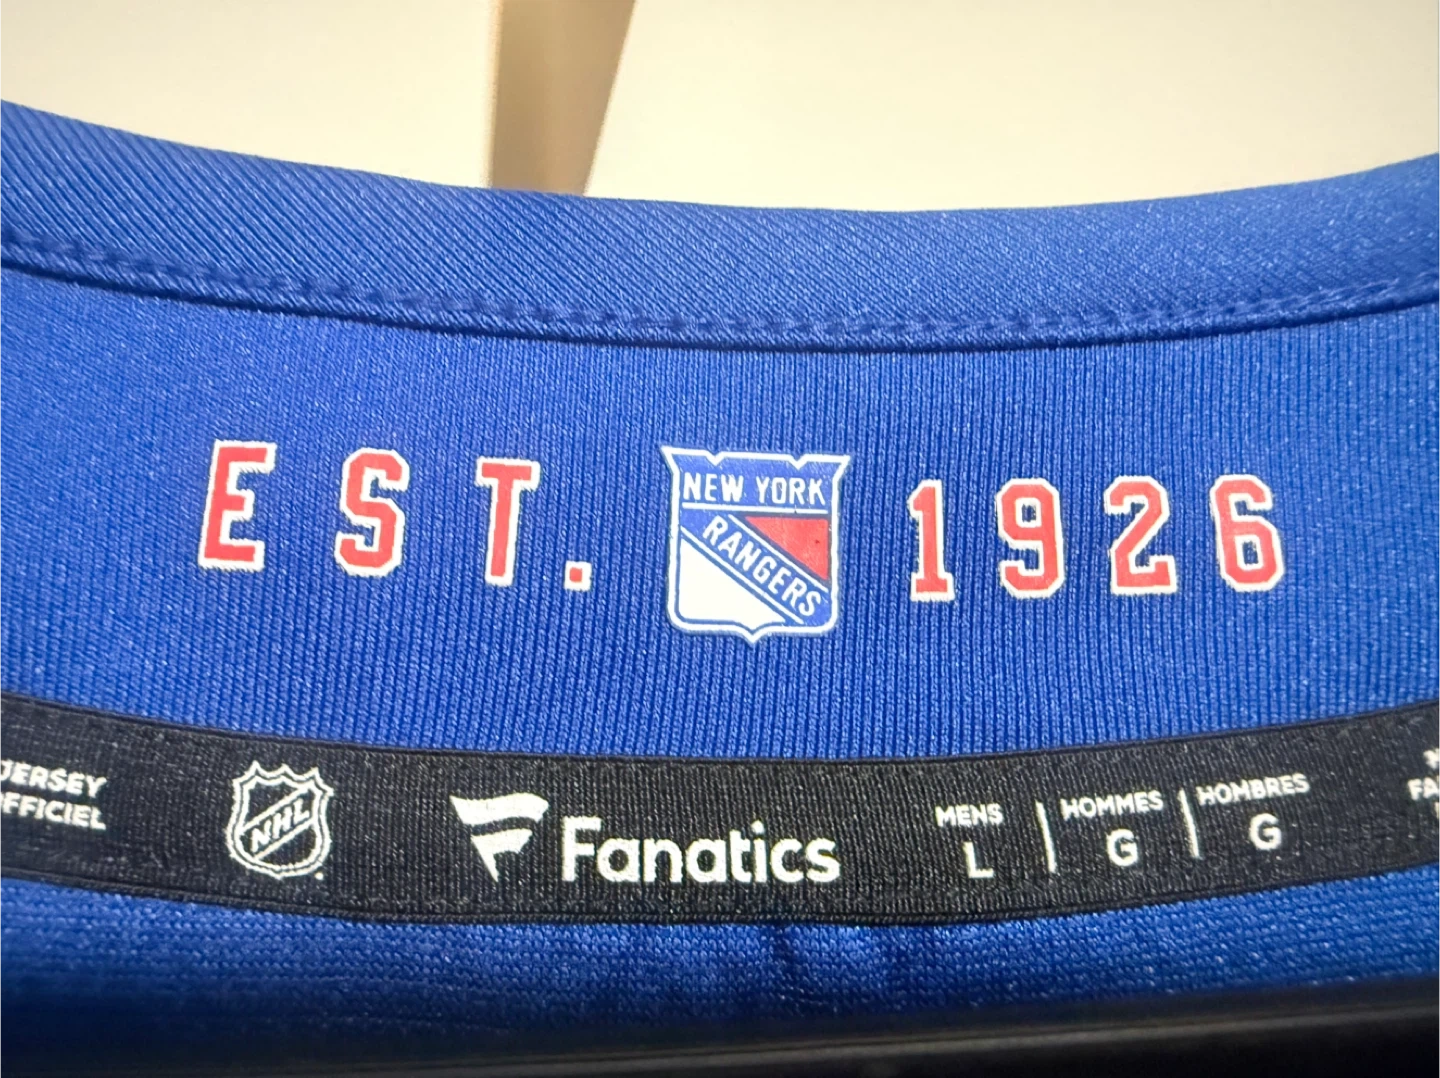 EST. 1926
NEW YORK
RANGERS
JERSEY
OFFICIEL
NHL
Fanatics
MENS
L
HOMMES
G
HOMBRES
G